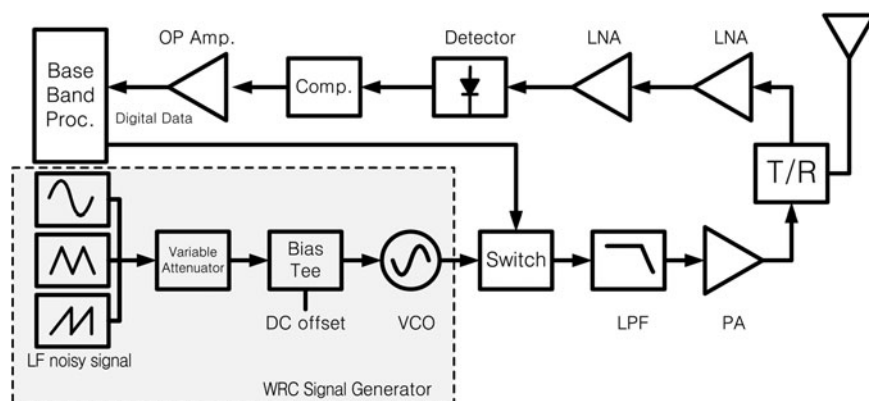 OP Amp.
Detector
LNA
LNA
Base
Band
Proc.
Comp.
Digital Data
T/R
Variable
Attenuator
Bias
Tee
Switch
DC offset
VCO
LPF
PA
LF noisy signal
WRC Signal Generator